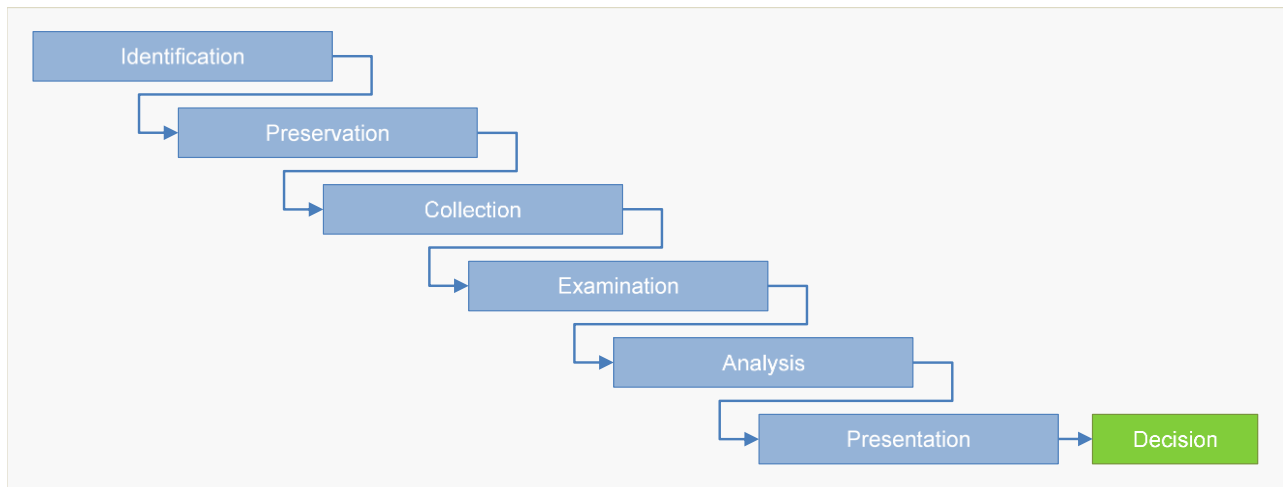 Identification
Preservation
Collection
Examination
Analysis
Presentation
Decision